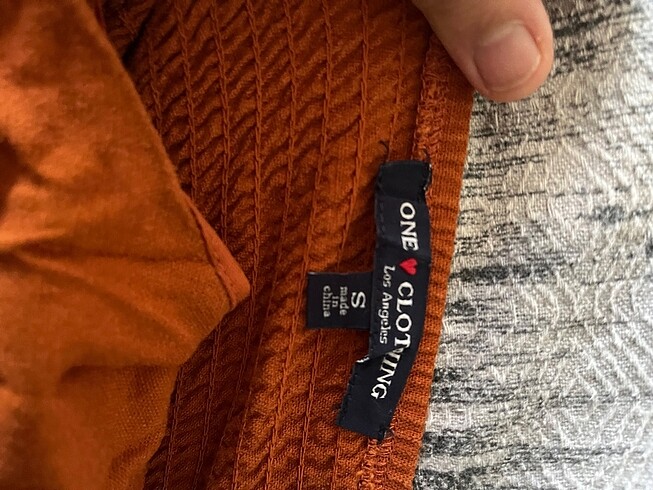 ONE ❤ CLOTHING
Los Angeles
S
made
in
china